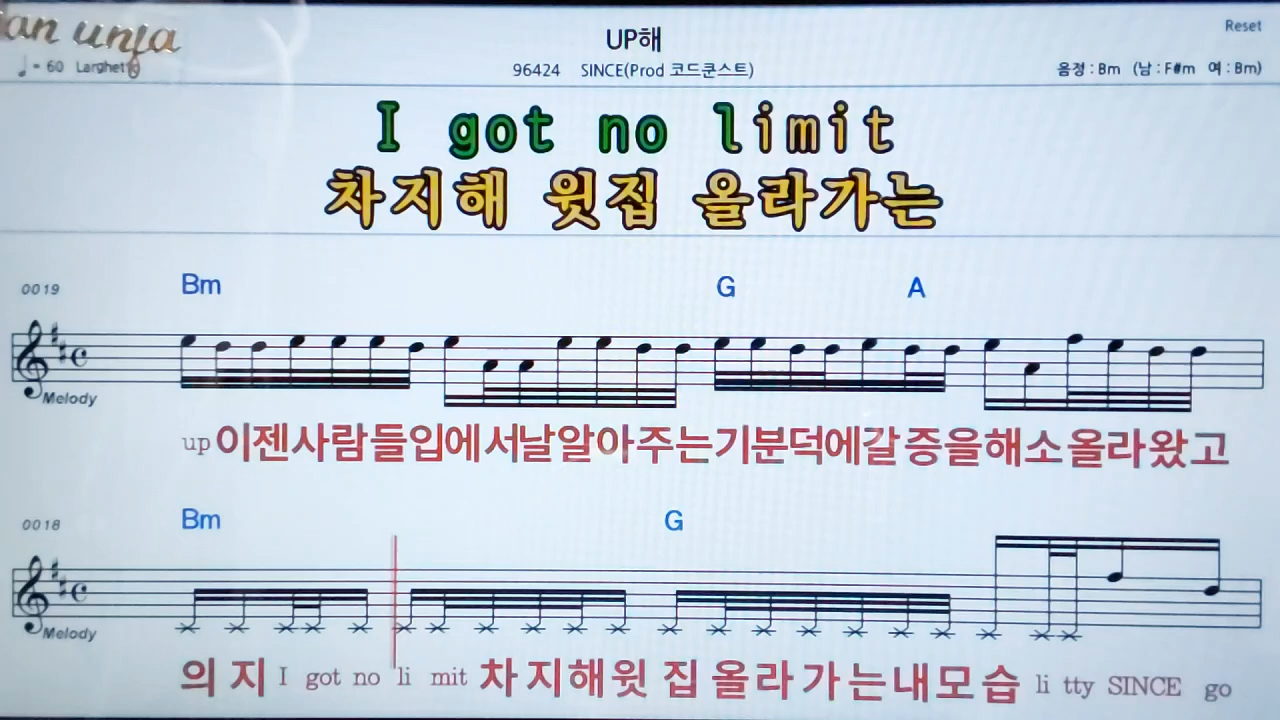 an unja
UP해
Reset
♩= 60 Larghetto
96424 SINCE(Prod 코드쿤스트)
음정 : Bm (남 : F#m 여 : Bm)
I got no limit
차지해 윗집 올라가는
0019 Bm G A
Melody
up 이젠사람들입에서날알아주는기분덕에갈증을해소올라왔고
0018 Bm G
Melody
의 지 I got no li mit 차 지해윗 집 올라 가 는내모습 li tty SINCE go